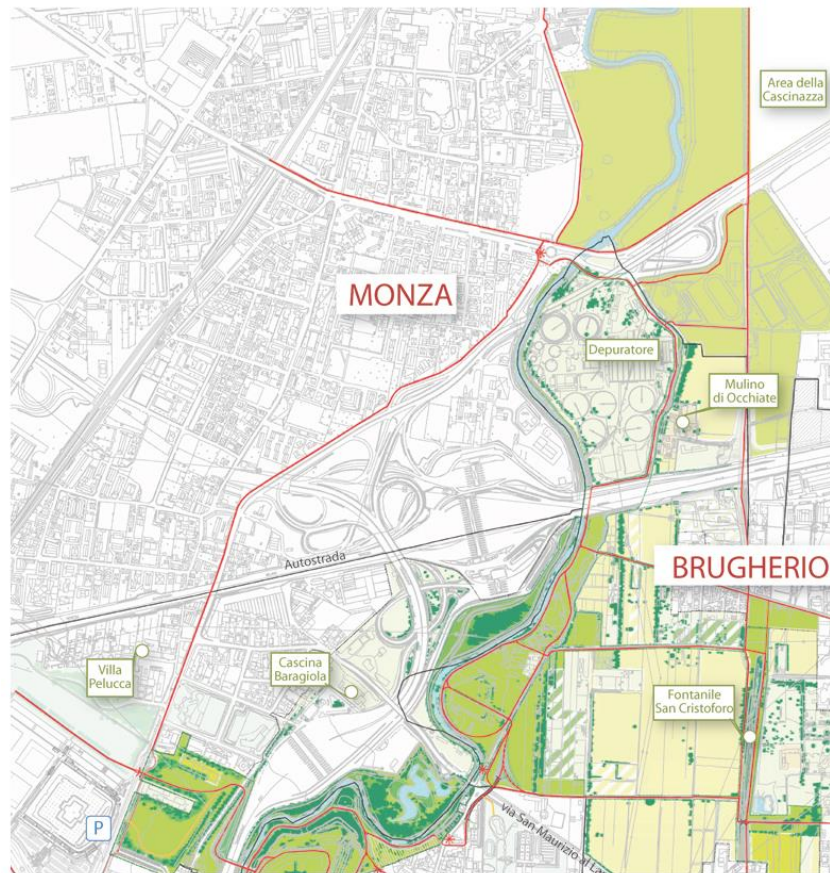 Area della
Cascinazza
MONZA
Depuratore
Mulino
di Occhiate
Autostrada
BRUGHERIO
Villa
Pelucca
Cascina
Baragiola
Fontanile
San Cristoforo
P
via San Maurizio al La